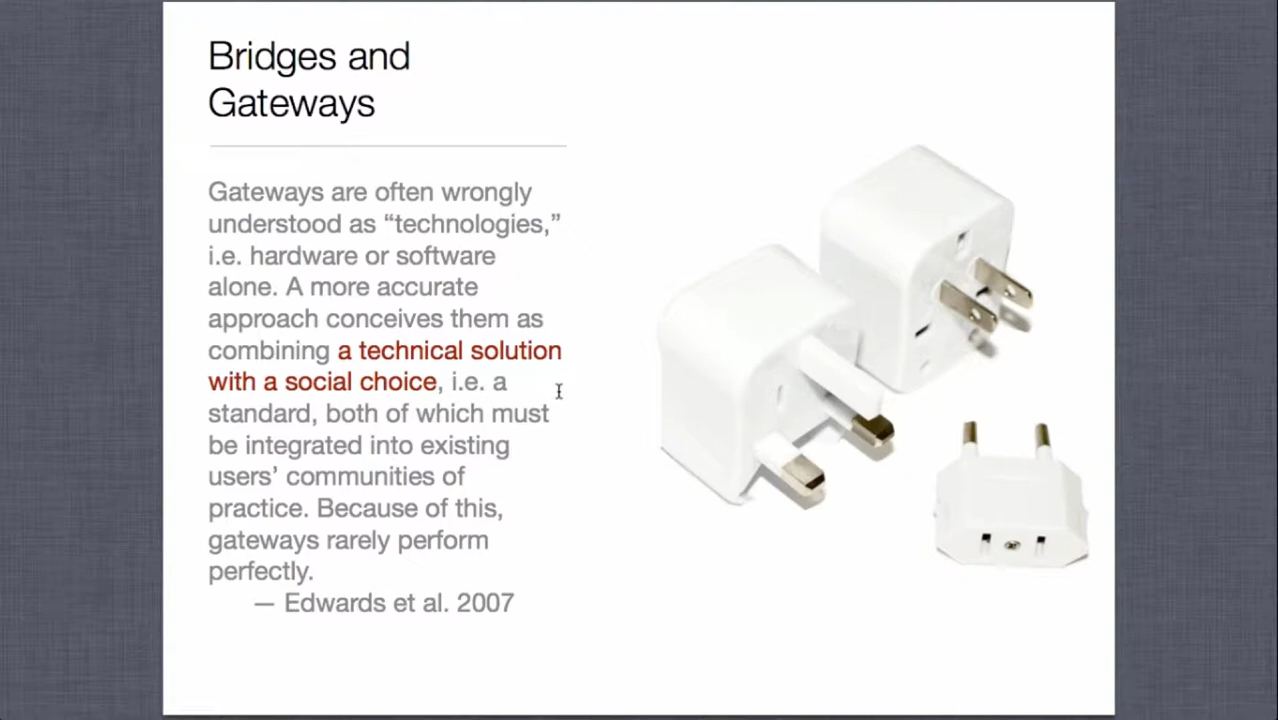 Bridges and
Gateways
Gateways are often wrongly
understood as “technologies,”
i.e. hardware or software
alone. A more accurate
approach conceives them as
combining a technical solution
with a social choice, i.e. a
standard, both of which must
be integrated into existing
users’ communities of
practice. Because of this,
gateways rarely perform
perfectly.
— Edwards et al. 2007